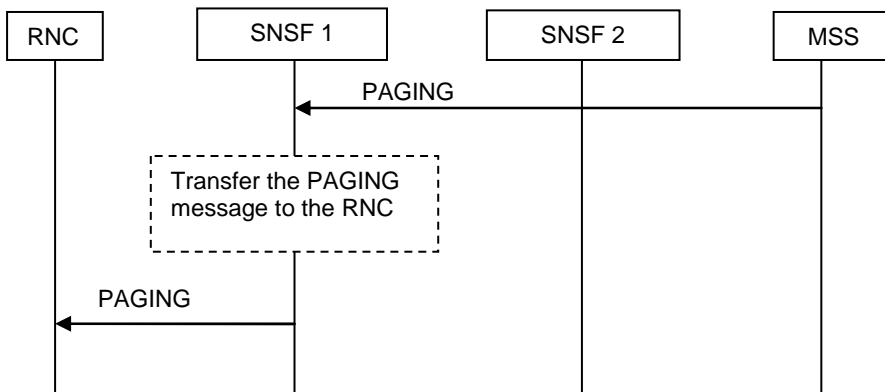 RNC
SNSF 1
SNSF 2
MSS
PAGING
Transfer the PAGING
message to the RNC
PAGING